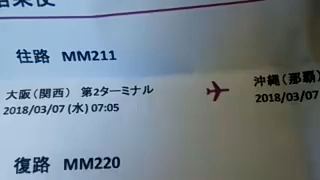 往路 MM211
大阪(関西) 第2ターミナル
2018/03/07 (水) 07:05
沖縄(那覇)
2018/03/07
復路 MM220